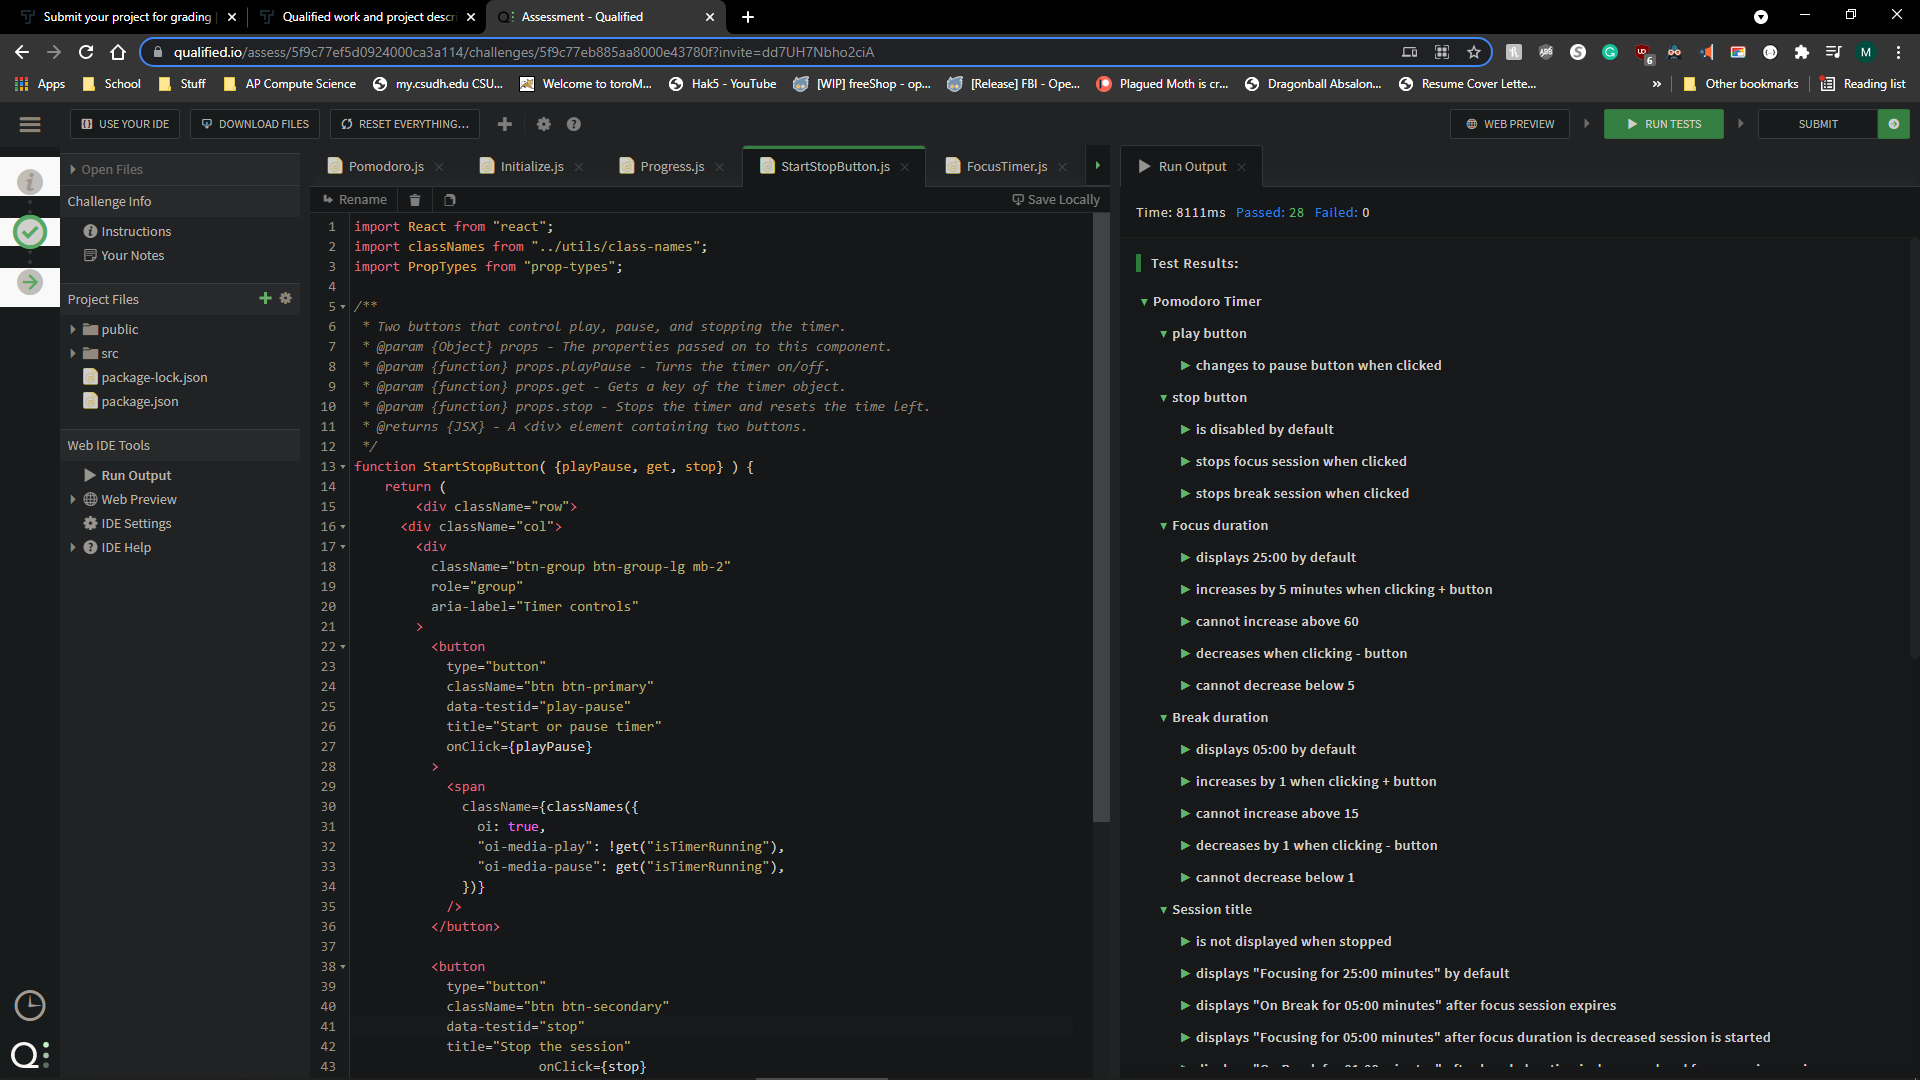 Submit your project for grading
Qualified work and project descri
Assessment - Qualified
qualified.io/assess/5f9c77ef5d0924000ca3a114/challenges/5f9c77eb885aa8000e43780f?invite=dd7UH7Nbho2ciA
6
M
Apps School Stuff AP Compute Science my.csudh.edu CSU... Welcome to toroM... Hak5 - YouTube [WIP] freeShop - op... [Release] FBI - Ope... Plagued Moth is cr... Dragonball Absalon... Resume Cover Lette... » Other bookmarks Reading list
USE YOUR IDE DOWNLOAD FILES RESET EVERYTHING... WEB PREVIEW RUN TESTS SUBMIT
Open Files
Challenge Info
Instructions
Your Notes
Project Files
public
src
package-lock.json
package.json
Web IDE Tools
Run Output
Web Preview
IDE Settings
IDE Help
Pomodoro.js Initialize.js Progress.js StartStopButton.js FocusTimer.js
Rename Save Locally
1 import React from "react";
2 import classNames from "../utils/class-names";
3 import PropTypes from "prop-types";
4
5 /**
6 * Two buttons that control play, pause, and stopping the timer.
7 * @param {Object} props - The properties passed on to this component.
8 * @param {function} props.playPause - Turns the timer on/off.
9 * @param {function} props.get - Gets a key of the timer object.
10 * @param {function} props.stop - Stops the timer and resets the time left.
11 * @returns {JSX} - A <div> element containing two buttons.
12 */
13 function StartStopButton( {playPause, get, stop} ) {
14 return (
15 <div className="row">
16 <div className="col">
17 <div
18 className="btn-group btn-group-lg mb-2"
19 role="group"
20 aria-label="Timer controls"
21 >
22 <button
23 type="button"
24 className="btn btn-primary"
25 data-testid="play-pause"
26 title="Start or pause timer"
27 onClick={playPause}
28 >
29 <span
30 className={classNames({
31 oi: true,
32 "oi-media-play": !get("isTimerRunning"),
33 "oi-media-pause": get("isTimerRunning"),
34 })}
35 />
36 </button>
37
38 <button
39 type="button"
40 className="btn btn-secondary"
41 data-testid="stop"
42 title="Stop the session"
43 onClick={stop}
Run Output
Time: 8111ms Passed: 28 Failed: 0
Test Results:
Pomodoro Timer
play button
changes to pause button when clicked
stop button
is disabled by default
stops focus session when clicked
stops break session when clicked
Focus duration
displays 25:00 by default
increases by 5 minutes when clicking + button
cannot increase above 60
decreases when clicking - button
cannot decrease below 5
Break duration
displays 05:00 by default
increases by 1 when clicking + button
cannot increase above 15
decreases by 1 when clicking - button
cannot decrease below 1
Session title
is not displayed when stopped
displays "Focusing for 25:00 minutes" by default
displays "On Break for 05:00 minutes" after focus session expires
displays "Focusing for 05:00 minutes" after focus duration is decreased session is started